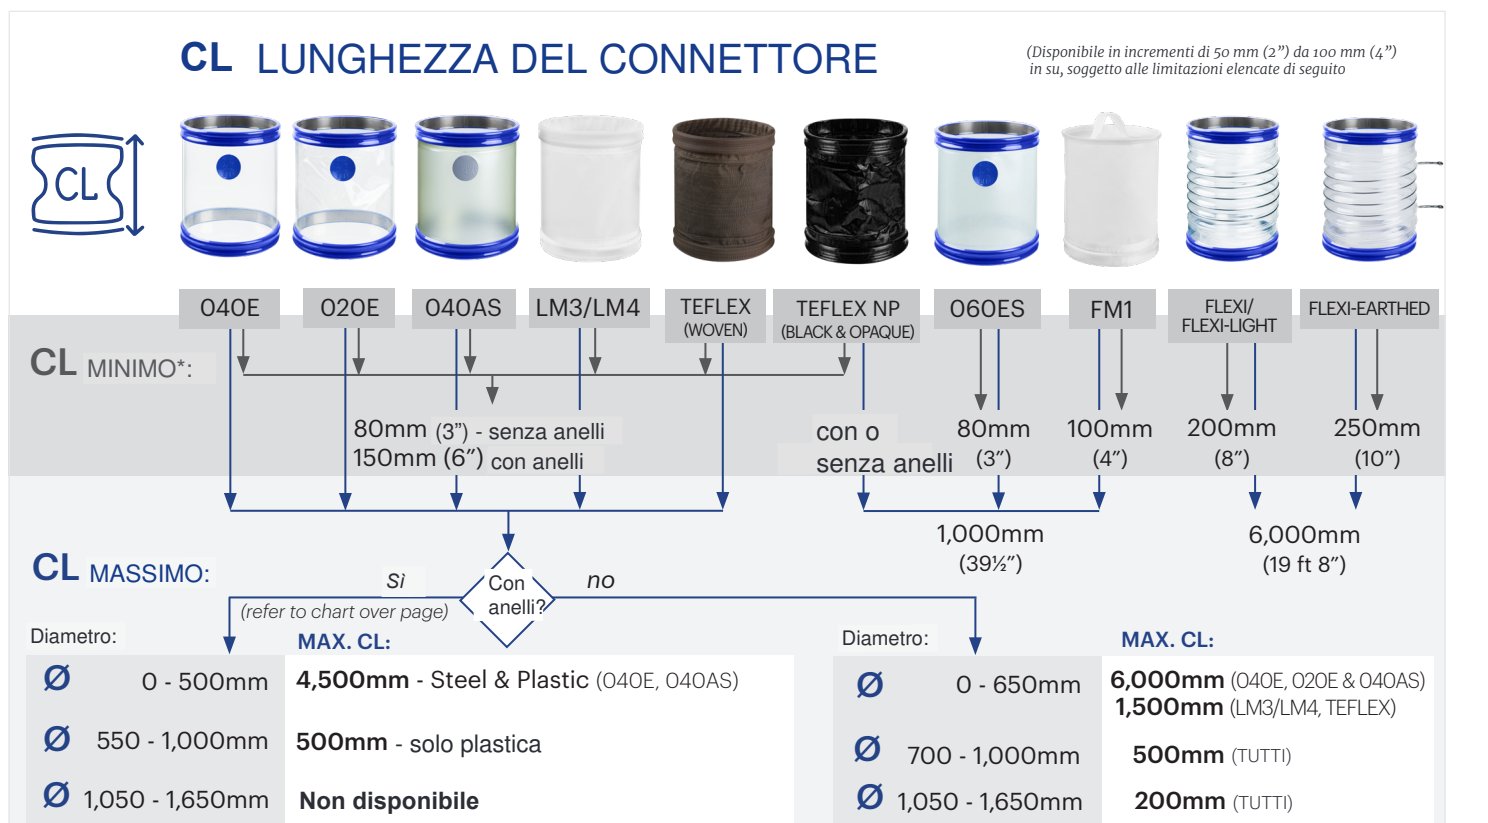 CL LUNGHEZZA DEL CONNETTORE
(Disponibile in incrementi di 50 mm (2”) da 100 mm (4”)
in su, soggetto alle limitazioni elencate di seguito
CL
040E
020E
040AS
LM3/LM4
TEFLEX
(WOVEN)
TEFLEX NP
(BLACK & OPAQUE)
060ES
FM1
FLEXI/
FLEXI-LIGHT
FLEXI-EARTHED
CL MINIMO*:
80mm (3”) - senza anelli
150mm (6”) con anelli
con o
senza anelli
80mm
(3”)
100mm
(4”)
200mm
(8”)
250mm
(10”)
1,000mm
(39½”)
6,000mm
(19 ft 8”)
CL MASSIMO:
Sì
(refer to chart over page)
Con
anelli?
no
Diametro:
MAX. CL:
Ø 0 - 500mm 4,500mm - Steel & Plastic (040E, 040AS)
Ø 550 - 1,000mm 500mm - solo plastica
Ø 1,050 - 1,650mm Non disponibile
Diametro:
MAX. CL:
Ø 0 - 650mm 6,000mm (040E, 020E & 040AS)
1,500mm (LM3/LM4, TEFLEX)
Ø 700 - 1,000mm 500mm (TUTTI)
Ø 1,050 - 1,650mm 200mm (TUTTI)